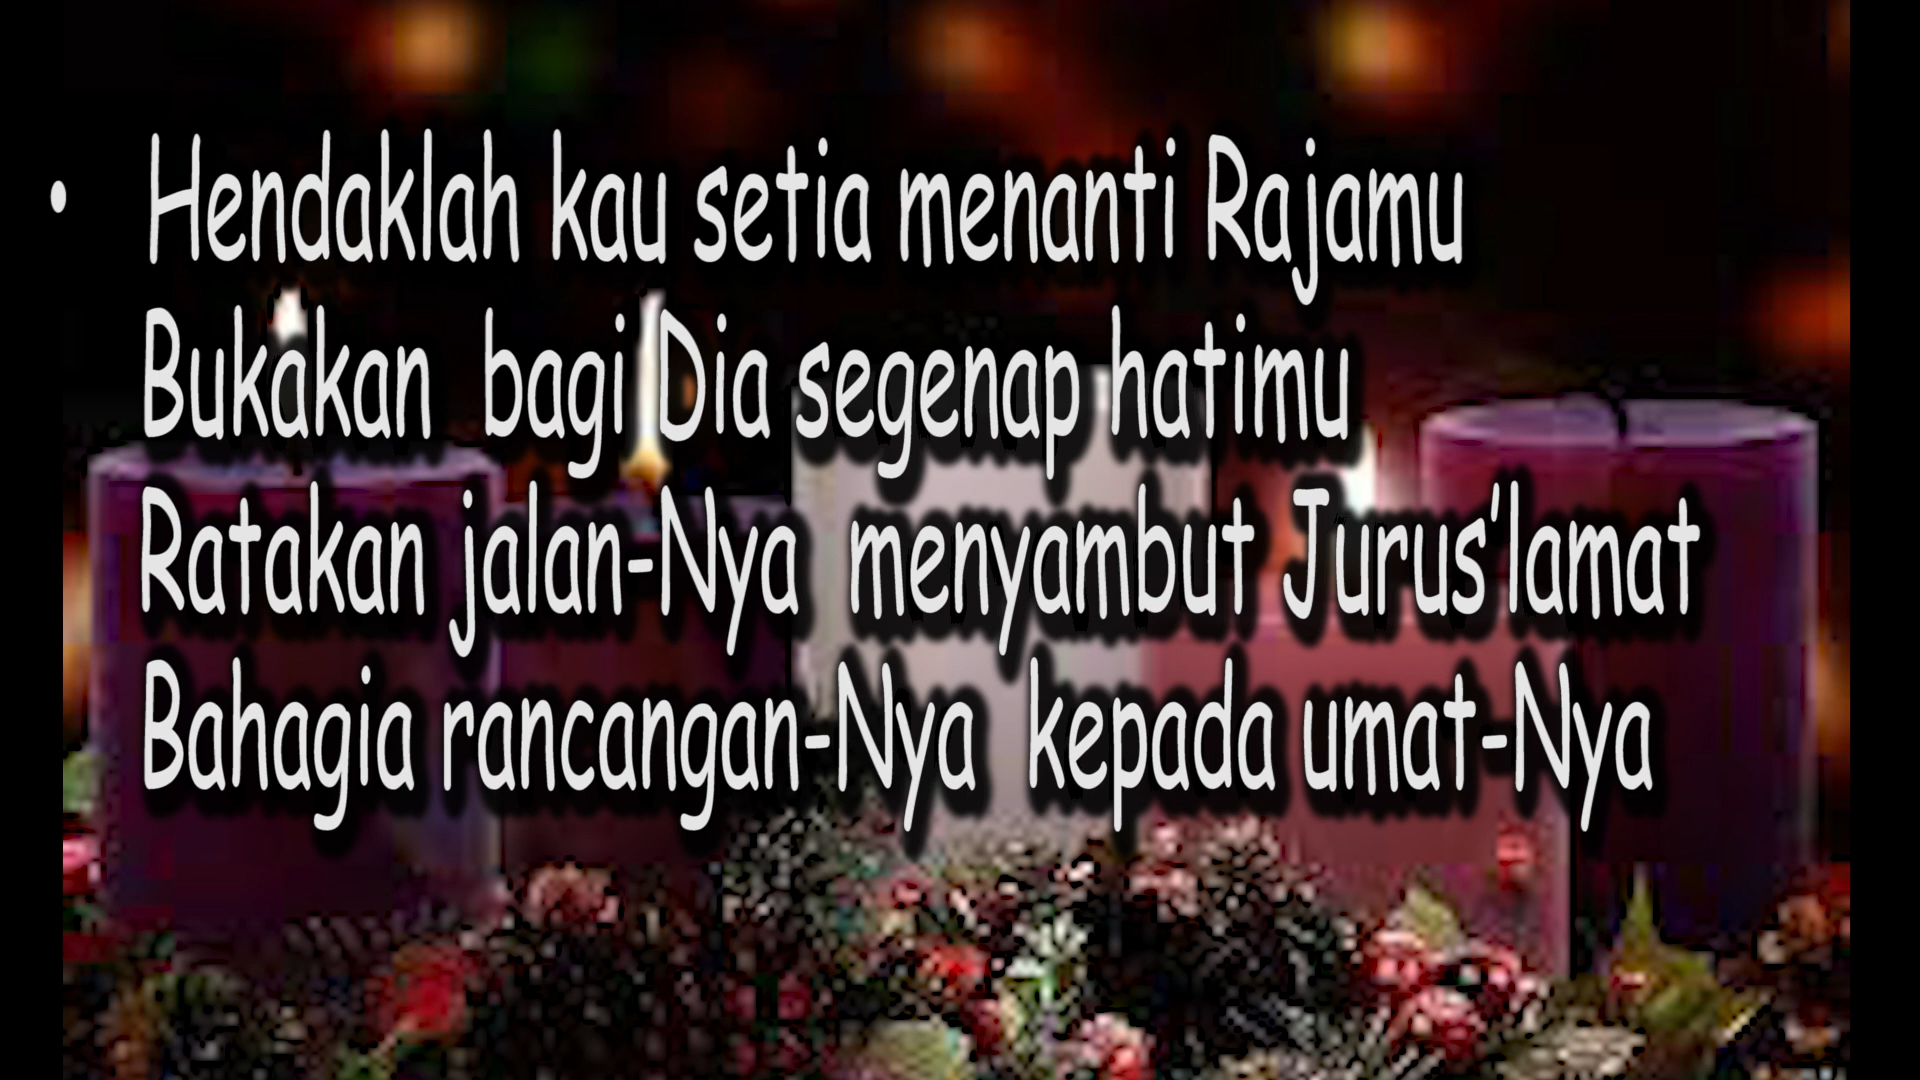 • Hendaklah kau setia menanti Rajamu
Bukakan bagi Dia segenap hatimu
Ratakan jalan-Nya menyambut Jurus'lamat
Bahagia rancangan-Nya kepada umat-Nya